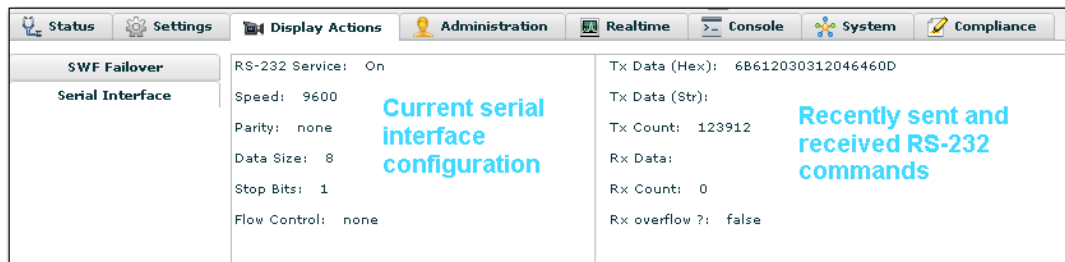 Status Settings Display Actions Administration Realtime Console System Compliance
SWF Failover
Serial Interface
RS-232 Service: On
Speed: 9600
Parity: none
Data Size: 8
Stop Bits: 1
Flow Control: none
Current serial
interface
configuration
Tx Data (Hex): 6B612030312046460D
Tx Data (Str):
Tx Count: 123912
Rx Data:
Rx Count: 0
Rx overflow ?: false
Recently sent and
received RS-232
commands